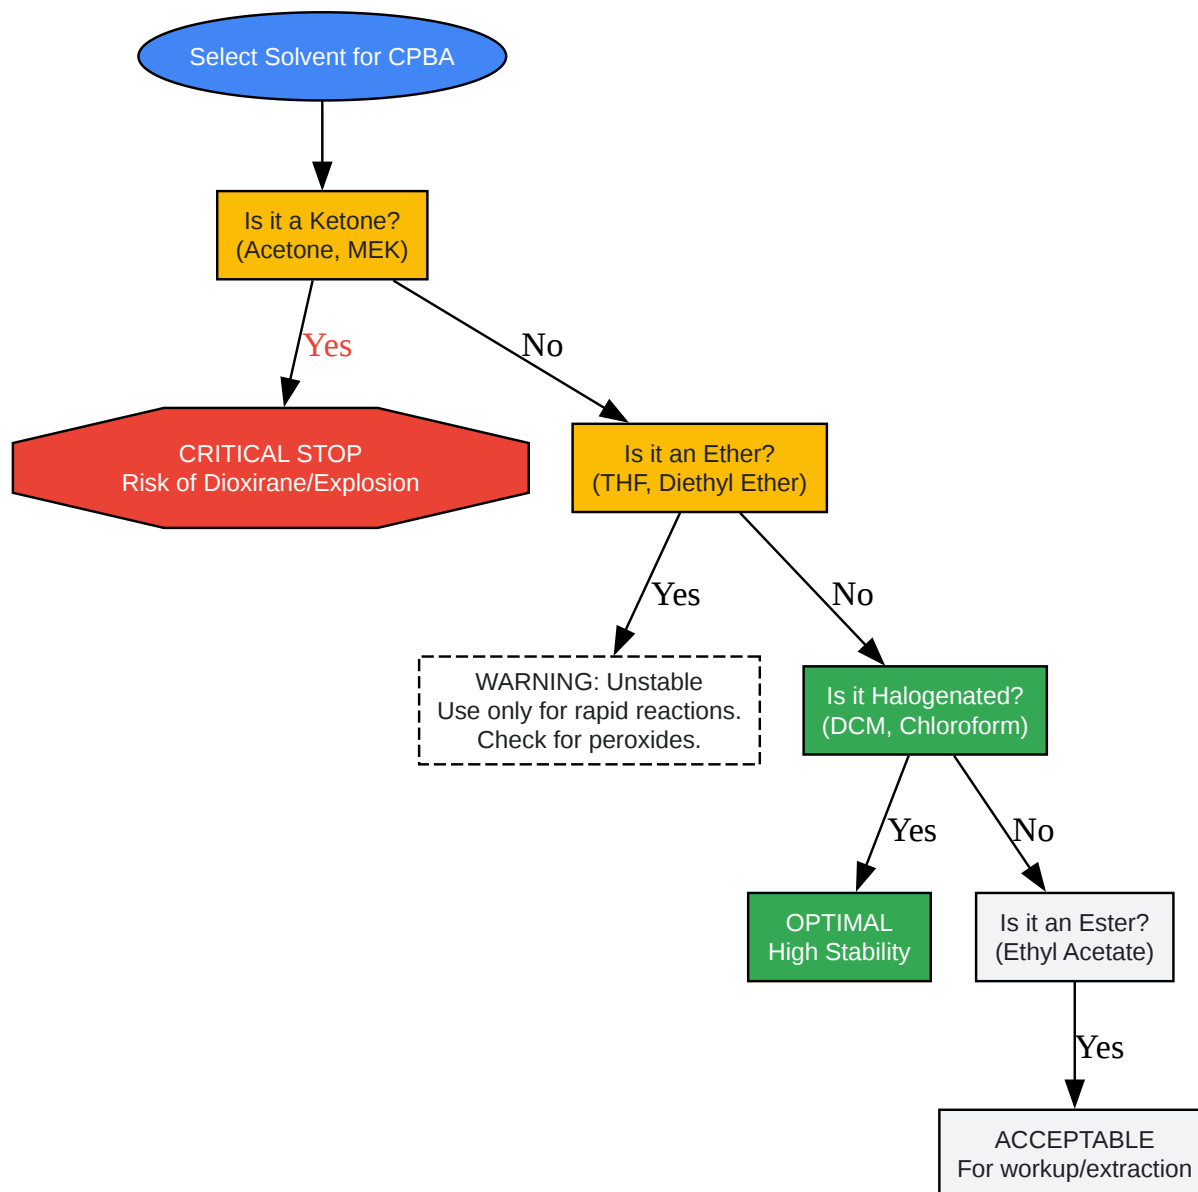 Select Solvent for CPBA
Is it a Ketone?
(Acetone, MEK)
Yes
No
CRITICAL STOP
Risk of Dioxirane/Explosion
Is it an Ether?
(THF, Diethyl Ether)
Yes
No
WARNING: Unstable
Use only for rapid reactions.
Check for peroxides.
Is it Halogenated?
(DCM, Chloroform)
Yes
No
OPTIMAL
High Stability
Is it an Ester?
(Ethyl Acetate)
Yes
ACCEPTABLE
For workup/extraction